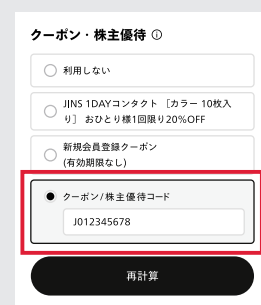 クーポン・株主優待 ⓘ
利用しない
JINS 1DAYコンタクト ［カラー 10枚入
り］ おひとり様1回限り20%OFF
新規会員登録クーポン
(有効期限なし)
クーポン/株主優待コード
J012345678
再計算